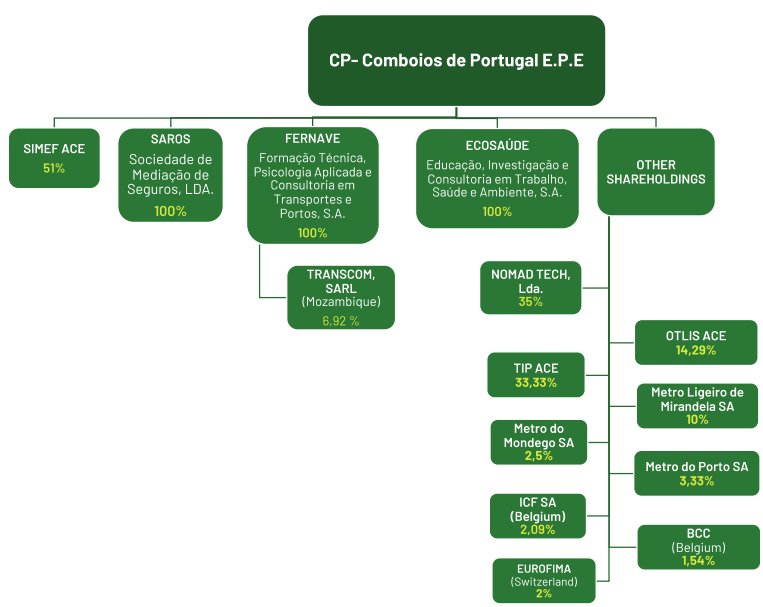 CP- Comboios de Portugal E.P.E
SIMEF ACE
51%
SAROS
Sociedade de
Mediação de
Seguros, LDA.
100%
FERNAVE
Formação Técnica,
Psicologia Aplicada e
Consultoria em
Transportes e
Portos, S.A.
100%
ECOSAÚDE
Educação, Investigação e
Consultoria em Trabalho,
Saúde e Ambiente, S.A.
100%
OTHER
SHAREHOLDINGS
TRANSCOM,
SARL
(Mozambique)
6,92 %
NOMAD TECH,
Lda.
35%
OTLIS ACE
14,29%
TIP ACE
33,33%
Metro Ligeiro de
Mirandela SA
10%
Metro do
Mondego SA
2,5%
Metro do Porto SA
3,33%
ICF SA
(Belgium)
2,09%
BCC
(Belgium)
1,54%
EUROFIMA
(Switzerland)
2%